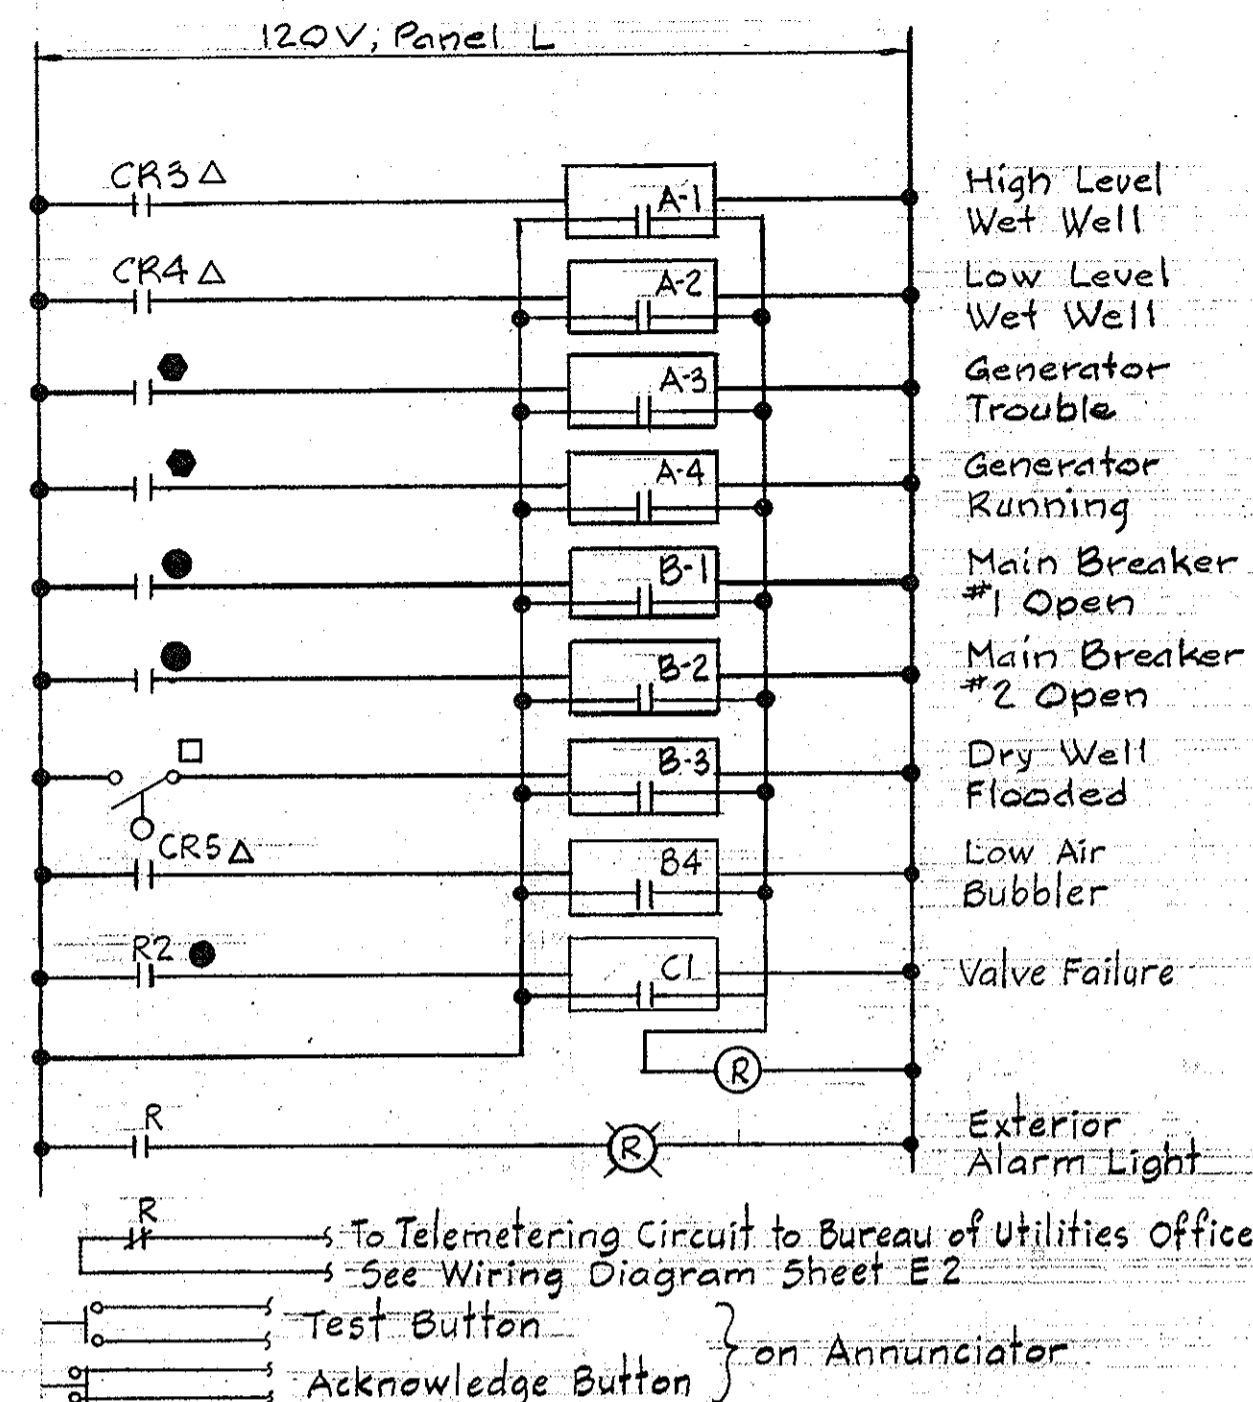 120V, Panel L
CR3 △
A-1
High Level
Wet Well
CR4 △
A-2
Low Level
Wet Well
A-3
Generator
Trouble
A-4
Generator
Running
B-1
Main Breaker
#1 Open
B-2
Main Breaker
#2 Open
B-3
Dry Well
Flooded
CR5 △
B4
Low Air
Bubbler
R2
C1
Valve Failure
R
R
R
Exterior
Alarm Light
R
To Telemetering Circuit to Bureau of Utilities Office
See Wiring Diagram Sheet E2
Test Button
on Annunciator
Acknowledge Button